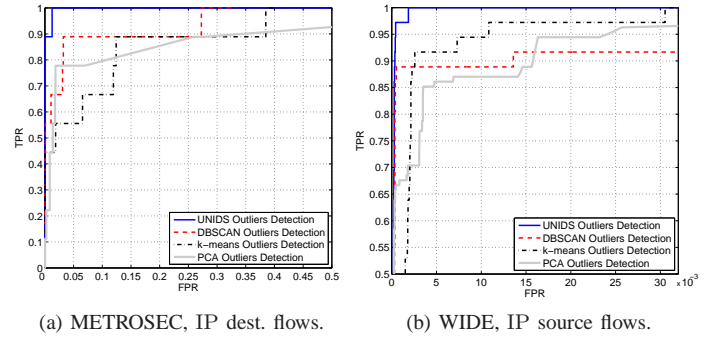 1
0.9
0.8
0.7
0.6
0.5
0.4
0.3
0.2
0.1
0
TPR
0 0.05 0.1 0.15 0.2 0.25 0.3 0.35 0.4 0.45 0.5
FPR
UNIDS Outliers Detection
DBSCAN Outliers Detection
k−means Outliers Detection
PCA Outliers Detection
(a) METROSEC, IP dest. flows.
1
0.95
0.9
0.85
0.8
0.75
0.7
0.65
0.6
0.55
0.5
TPR
0 5 10 15 20 25 30
x 10⁻³
FPR
UNIDS Outliers Detection
DBSCAN Outliers Detection
k−means Outliers Detection
PCA Outliers Detection
(b) WIDE, IP source flows.